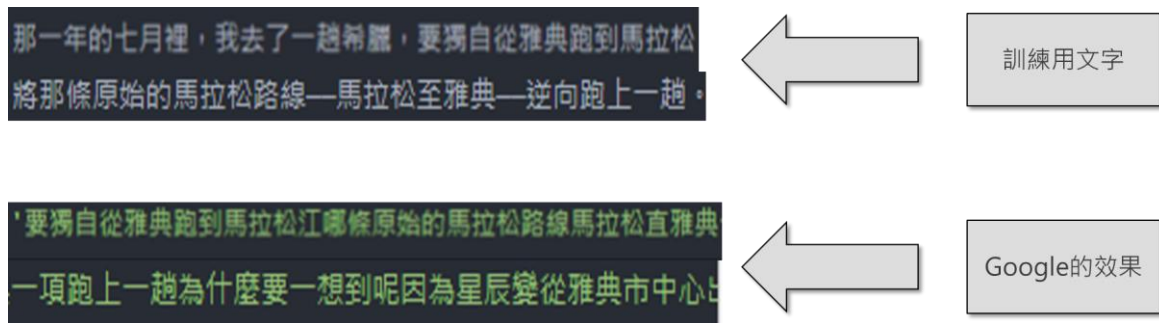 那一年的七月裡，我去了一趟希臘，要獨自從雅典跑到馬拉松
將那條原始的馬拉松路線—馬拉松至雅典—逆向跑上一趟。
訓練用文字
'要獨自從雅典跑到馬拉松江哪條原始的馬拉松路線馬拉松直雅典
一項跑上一趟為什麼要一想到呢因為星辰變從雅典市中心出
Google的效果